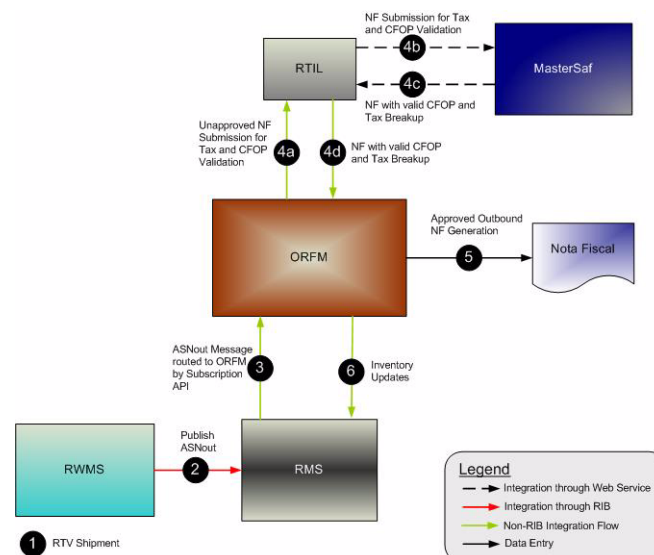 NF Submission for Tax
and CFOP Validation
4b
RTIL
MasterSaf
4c
NF with valid CFOP and
Tax Breakup
Unapproved NF
Submission for
Tax and CFOP
Validation
4a
4d
NF with valid CFOP
and Tax Breakup
ORFM
Approved Outbound
NF Generation
5
Nota Fiscal
ASNout Message
routed to ORFM
by Subscription
API
3
6
Inventory
Updates
RWMS
Publish
ASNout
2
RMS
1
RTV Shipment
Legend
Integration through Web Service
Integration through RIB
Non-RIB Integration Flow
Data Entry